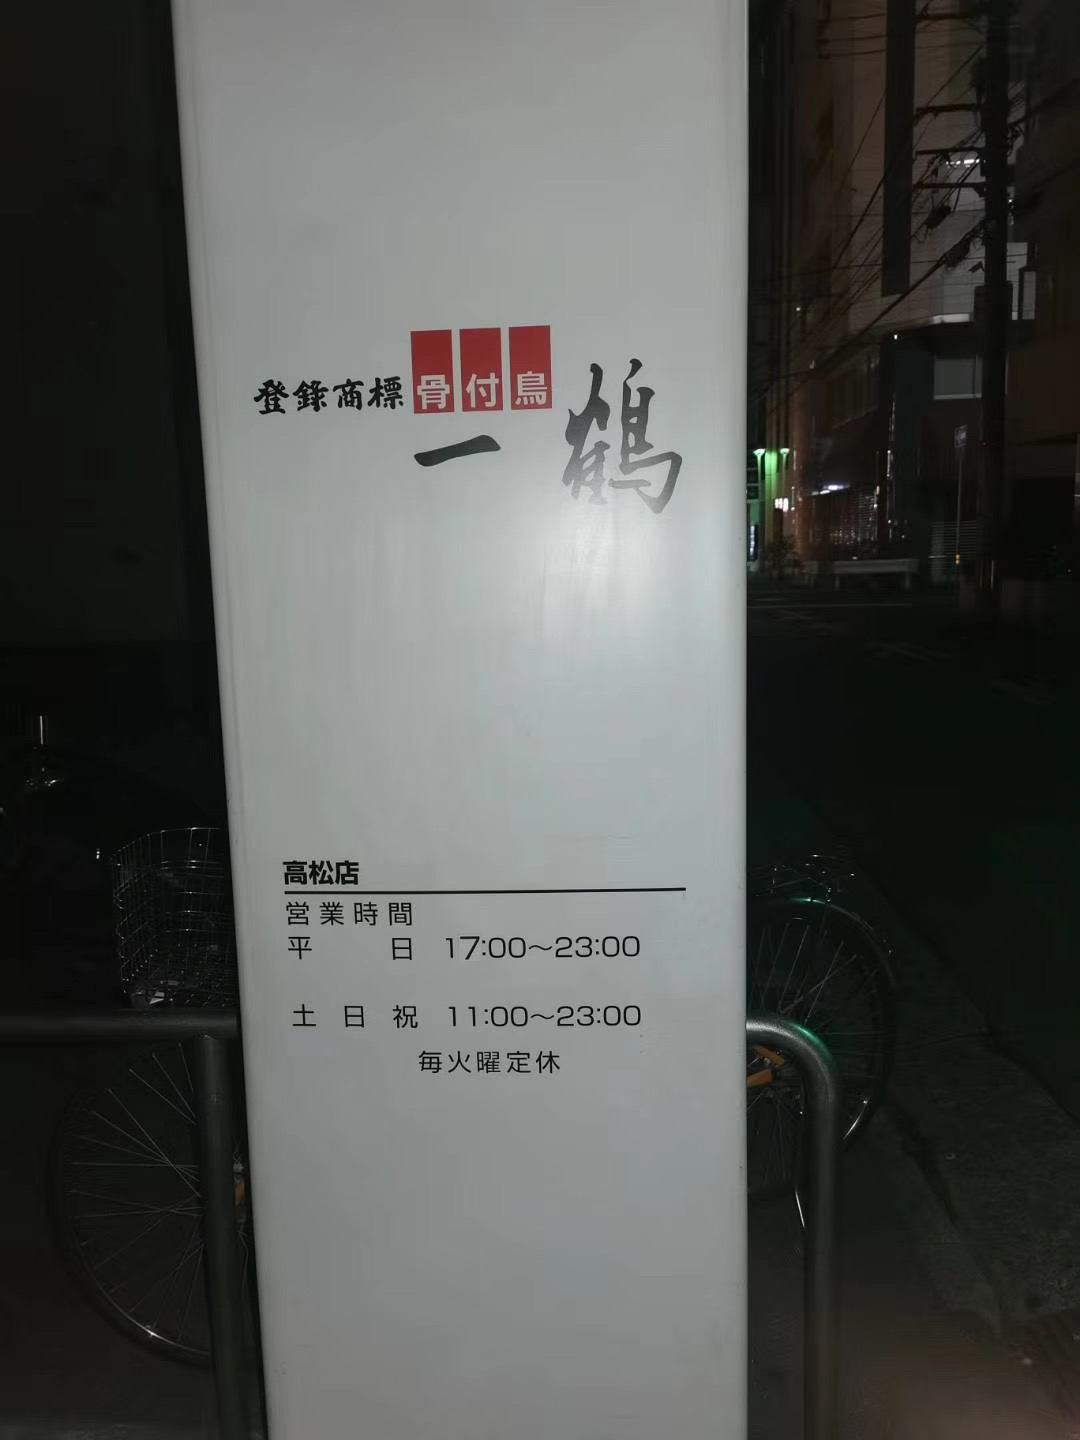 登錄商標 骨付鳥
一鶴
高松店
営業時間
平日 17:00～23:00
土日祝 11:00～23:00
毎火曜定休